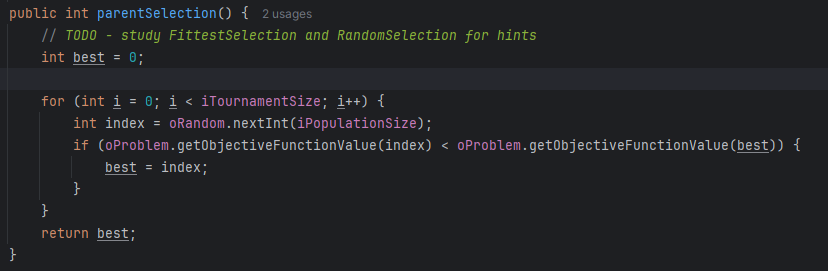 public int parentSelection() {  2 usages
    // TODO - study FittestSelection and RandomSelection for hints
    int best = 0;

    for (int i = 0; i < iTournamentSize; i++) {
        int index = oRandom.nextInt(iPopulationSize);
        if (oProblem.getObjectiveFunctionValue(index) < oProblem.getObjectiveFunctionValue(best)) {
            best = index;
        }
    }
    return best;
}